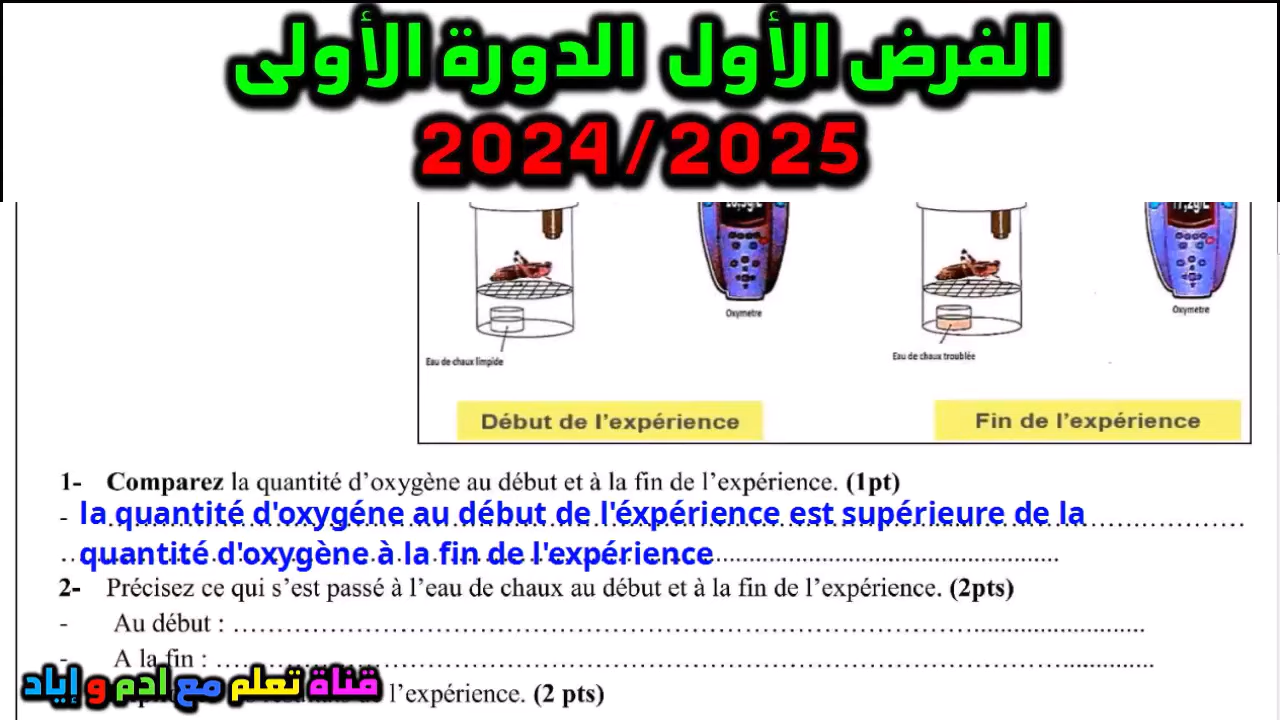 الفرض الأول الدورة الأولى
2024/2025
Oxymetre
Oxymetre
Eau de chaux limpide
Eau de chaux troublée
Début de l'expérience
Fin de l'expérience
1- Comparez la quantité d'oxygène au début et à la fin de l'expérience. (1pt)
- la quantité d'oxygéne au début de l'éxpérience est supérieure de la
quantité d'oxygène à la fin de l'expérience
2- Précisez ce qui s'est passé à l'eau de chaux au début et à la fin de l'expérience. (2pts)
- Au début : ……………………………………………………………………
- A la fin : ……………………………………………………………………
قناة تعلم مع ادم و إياد
l'expérience. (2 pts)